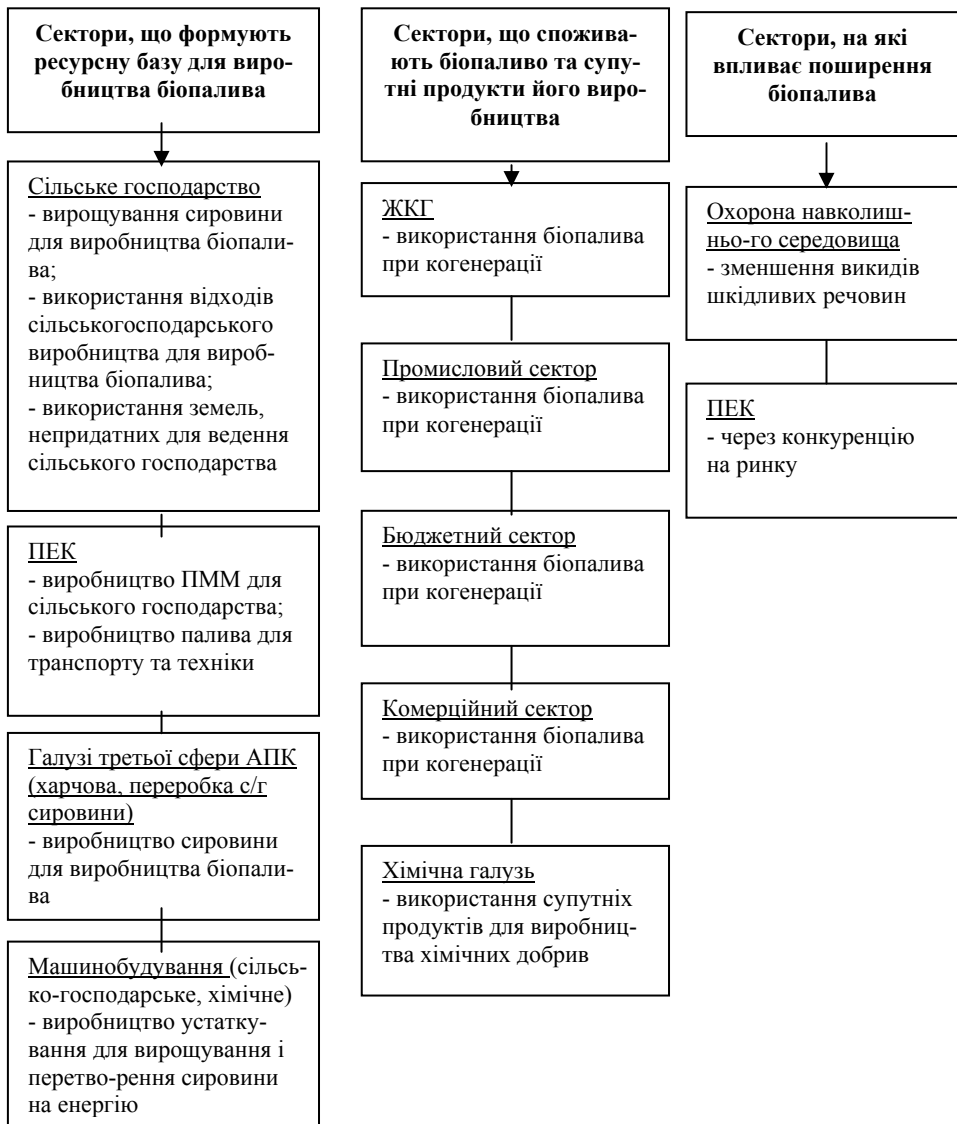 Сектори, що формують
ресурсну базу для виро-
бництва біопалива
Сільське господарство
- вирощування сировини
для виробництва біопали-
ва;
- використання відходів
сільськогосподарського
виробництва для вироб-
ництва біопалива;
- використання земель,
непридатних для ведення
сільського господарства
ПЕК
- виробництво ПММ для
сільського господарства;
- виробництво палива для
транспорту та техніки
Галузі третьої сфери АПК
(харчова, переробка с/г
сировини)
- виробництво сировини
для виробництва біопали-
ва
Машинобудування (сільсь-
ко-господарське, хімічне)
- виробництво устатку-
вання для вирощування і
перетво-рення сировини
на енергію
Сектори, що спожива-
ють біопаливо та супу-
тні продукти його виро-
бництва
ЖКГ
- використання біопалива
при когенерації
Промисловий сектор
- використання біопалива
при когенерації
Бюджетний сектор
- використання біопалива
при когенерації
Комерційний сектор
- використання біопалива
при когенерації
Хімічна галузь
- використання супутніх
продуктів для виробниц-
тва хімічних добрив
Сектори, на які
впливає поширення
біопалива
Охорона навколиш-
ньо-го середовища
- зменшення викидів
шкідливих речовин
ПЕК
- через конкуренцію
на ринку